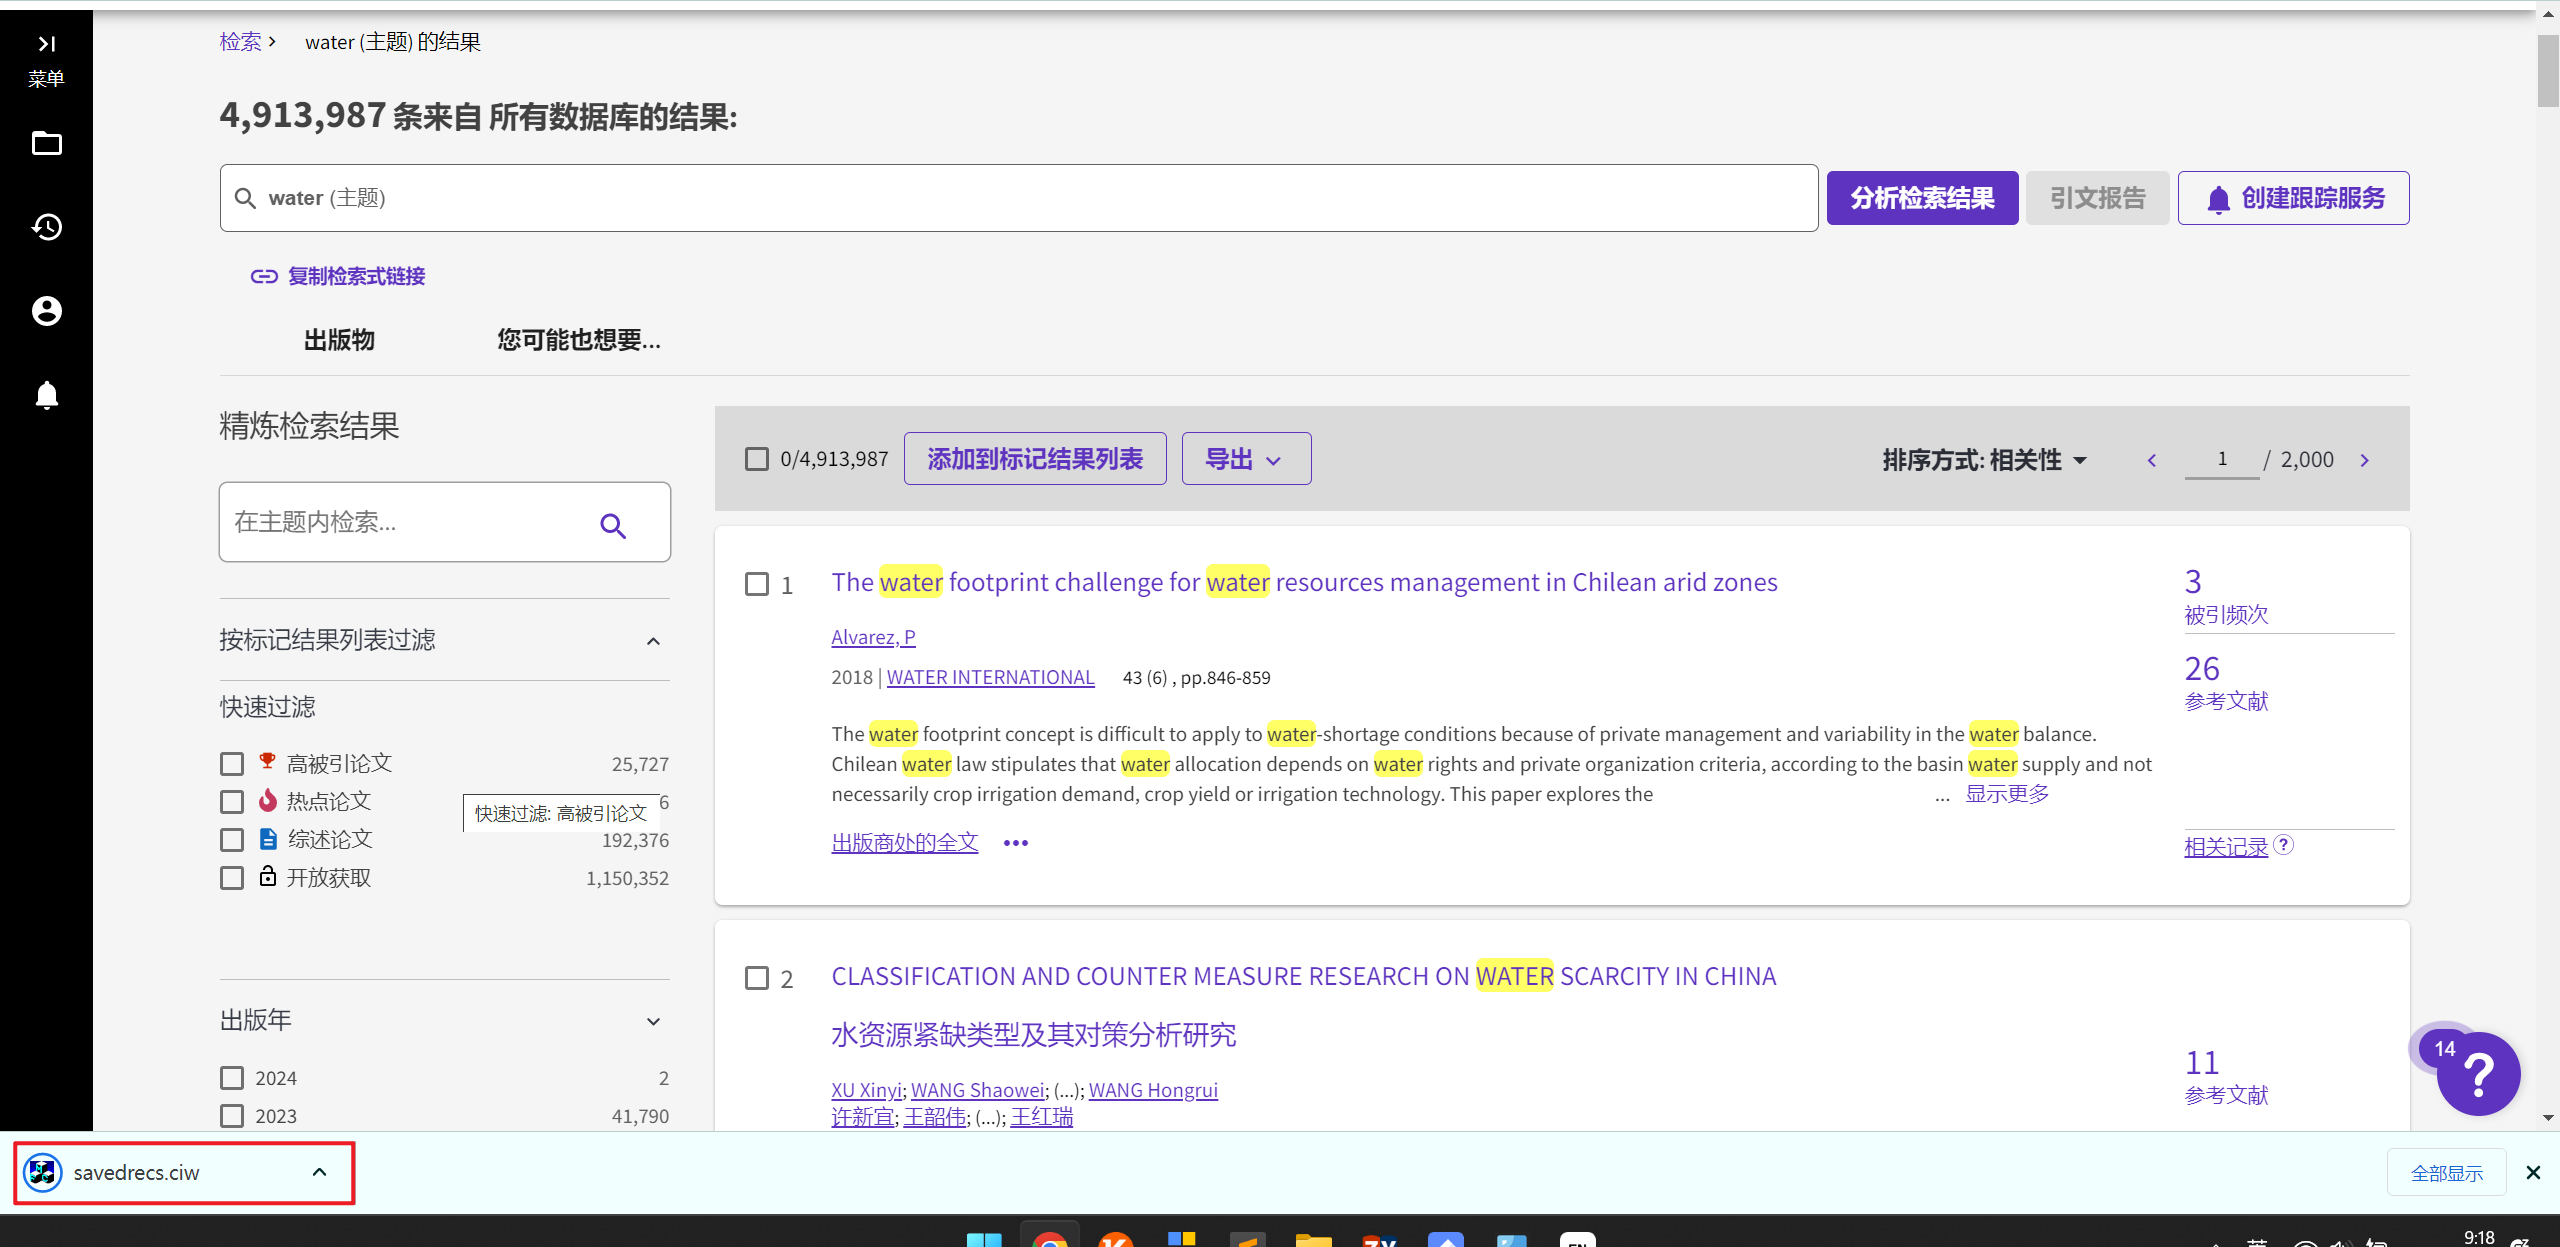 菜单
检索 › water (主题) 的结果
4,913,987 条来自 所有数据库的结果:
water (主题)
分析检索结果
引文报告
创建跟踪服务
复制检索式链接
出版物
您可能也想要...
精炼检索结果
在主题内检索...
按标记结果列表过滤
快速过滤
高被引论文 25,727
热点论文 6
快速过滤: 高被引论文
综述论文 192,376
开放获取 1,150,352
出版年
2024 2
2023 41,790
0/4,913,987 添加到标记结果列表 导出
排序方式: 相关性 1 / 2,000
1 The water footprint challenge for water resources management in Chilean arid zones
Alvarez, P
2018 | WATER INTERNATIONAL 43 (6) , pp.846-859
The water footprint concept is difficult to apply to water-shortage conditions because of private management and variability in the water balance.
Chilean water law stipulates that water allocation depends on water rights and private organization criteria, according to the basin water supply and not
necessarily crop irrigation demand, crop yield or irrigation technology. This paper explores the ... 显示更多
出版商处的全文 •••
3
被引频次
26
参考文献
相关记录 ?
2 CLASSIFICATION AND COUNTER MEASURE RESEARCH ON WATER SCARCITY IN CHINA
水资源紧缺类型及其对策分析研究
XU Xinyi; WANG Shaowei; (...); WANG Hongrui
许新宜; 王韶伟; (...); 王红瑞
11
参考文献
14
?
savedrecs.ciw
全部显示
9:18